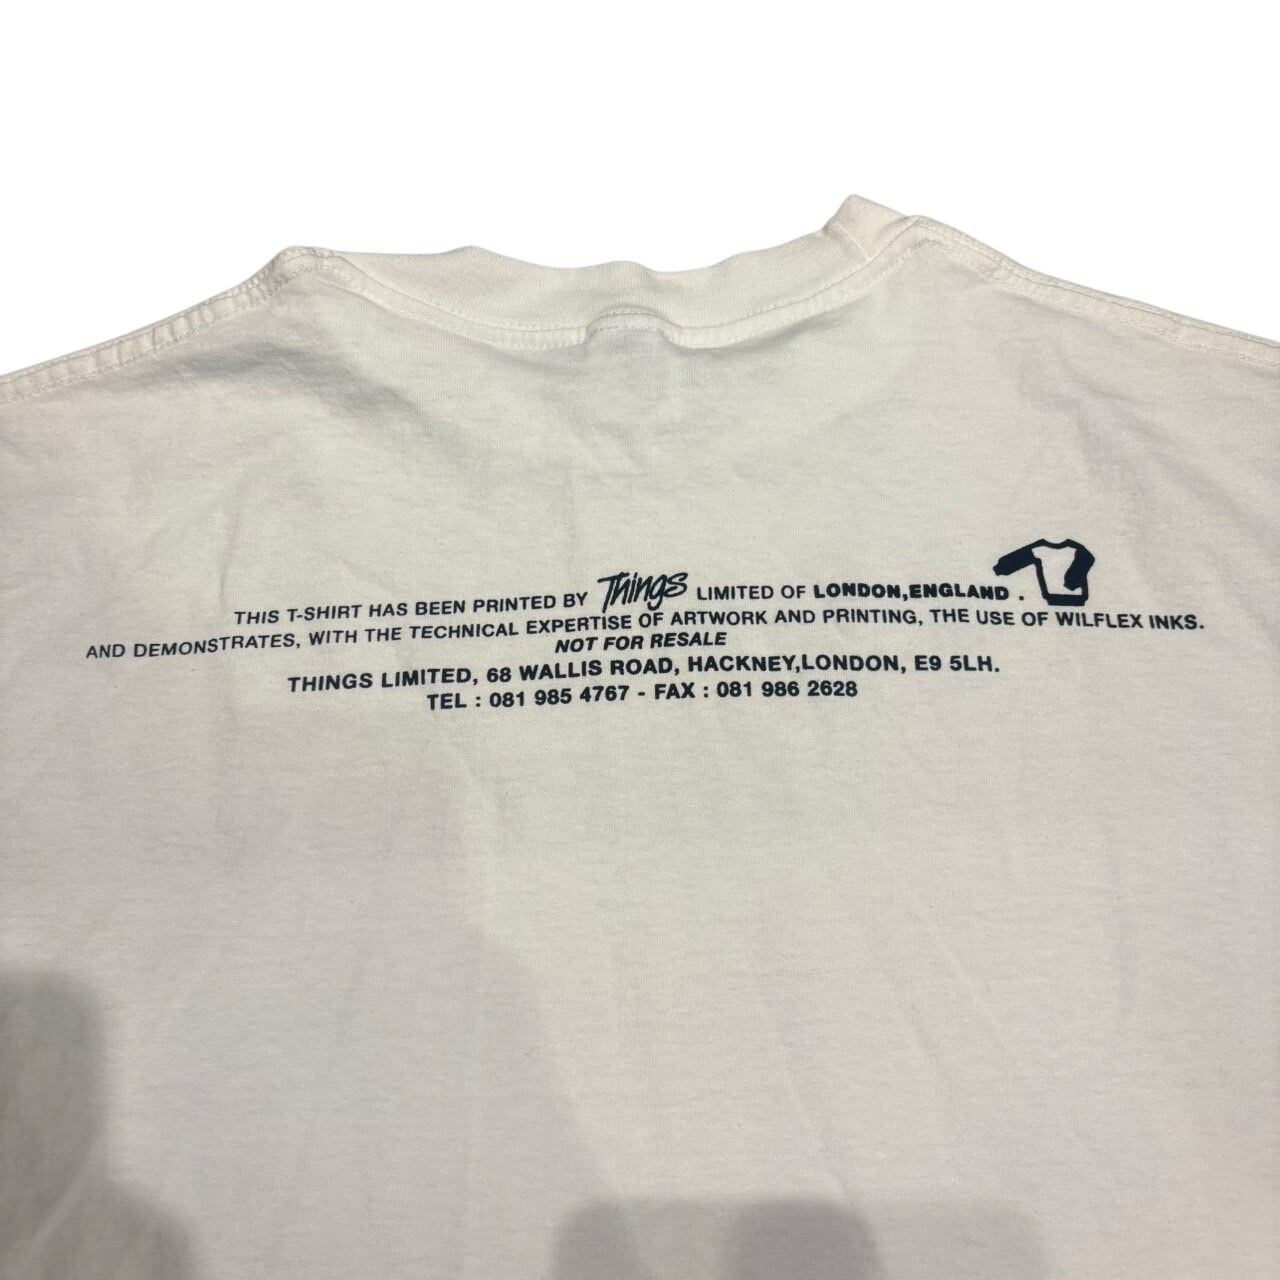 THIS T-SHIRT HAS BEEN PRINTED BY Things LIMITED OF LONDON,ENGLAND .
AND DEMONSTRATES, WITH THE TECHNICAL EXPERTISE OF ARTWORK AND PRINTING, THE USE OF WILFLEX INKS.
NOT FOR RESALE
THINGS LIMITED, 68 WALLIS ROAD, HACKNEY,LONDON, E9 5LH.
TEL : 081 985 4767 - FAX : 081 986 2628